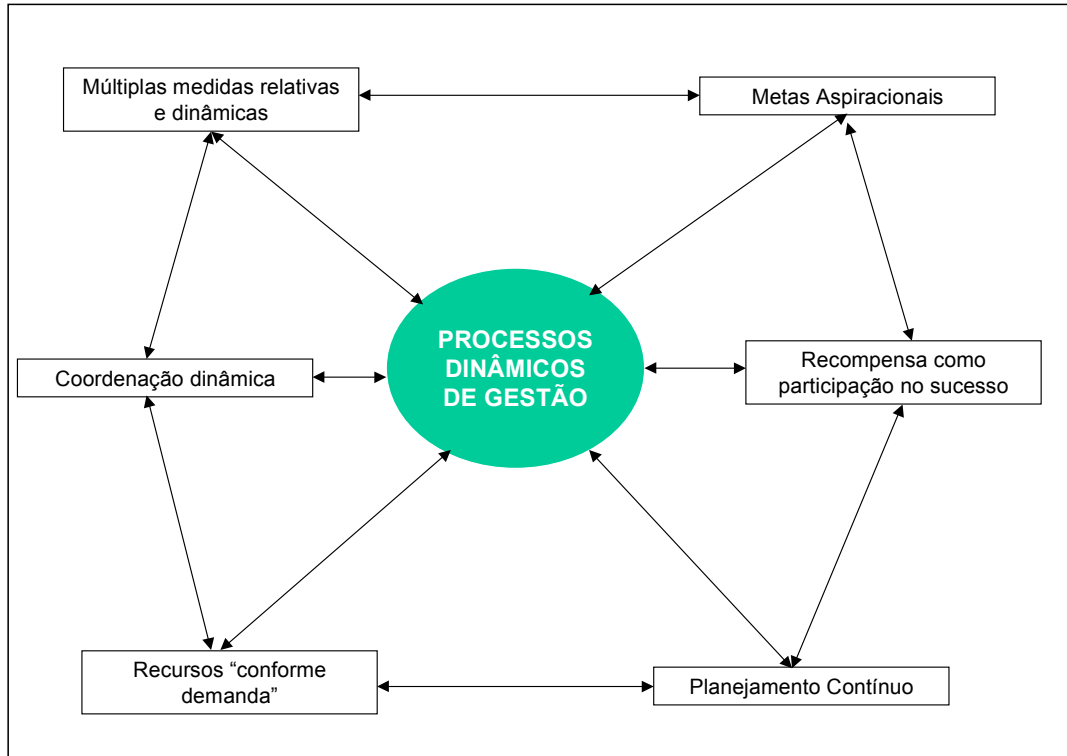 Múltiplas medidas relativas
e dinâmicas
Metas Aspiracionais
PROCESSOS
DINÂMICOS
DE GESTÃO
Coordenação dinâmica
Recompensa como
participação no sucesso
Recursos “conforme
demanda”
Planejamento Contínuo